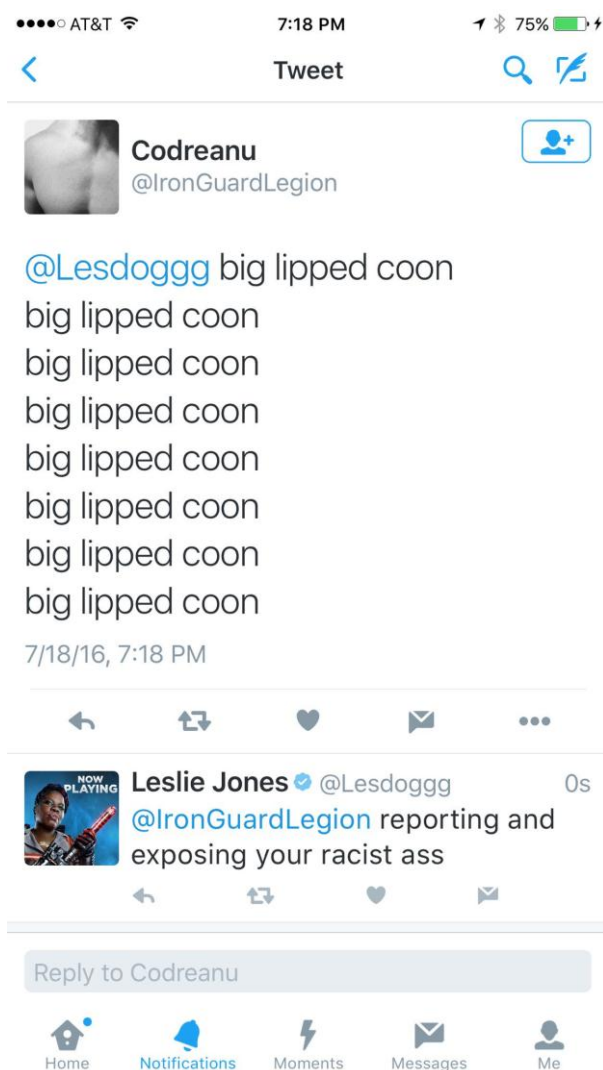 AT&T 7:18 PM 75%
Tweet
Codreanu
@IronGuardLegion
@Lesdoggg big lipped coon
big lipped coon
big lipped coon
big lipped coon
big lipped coon
big lipped coon
big lipped coon
big lipped coon
7/18/16, 7:18 PM
NOW
PLAYING
Leslie Jones @Lesdoggg 0s
@IronGuardLegion reporting and
exposing your racist ass
Reply to Codreanu
Home Notifications Moments Messages Me